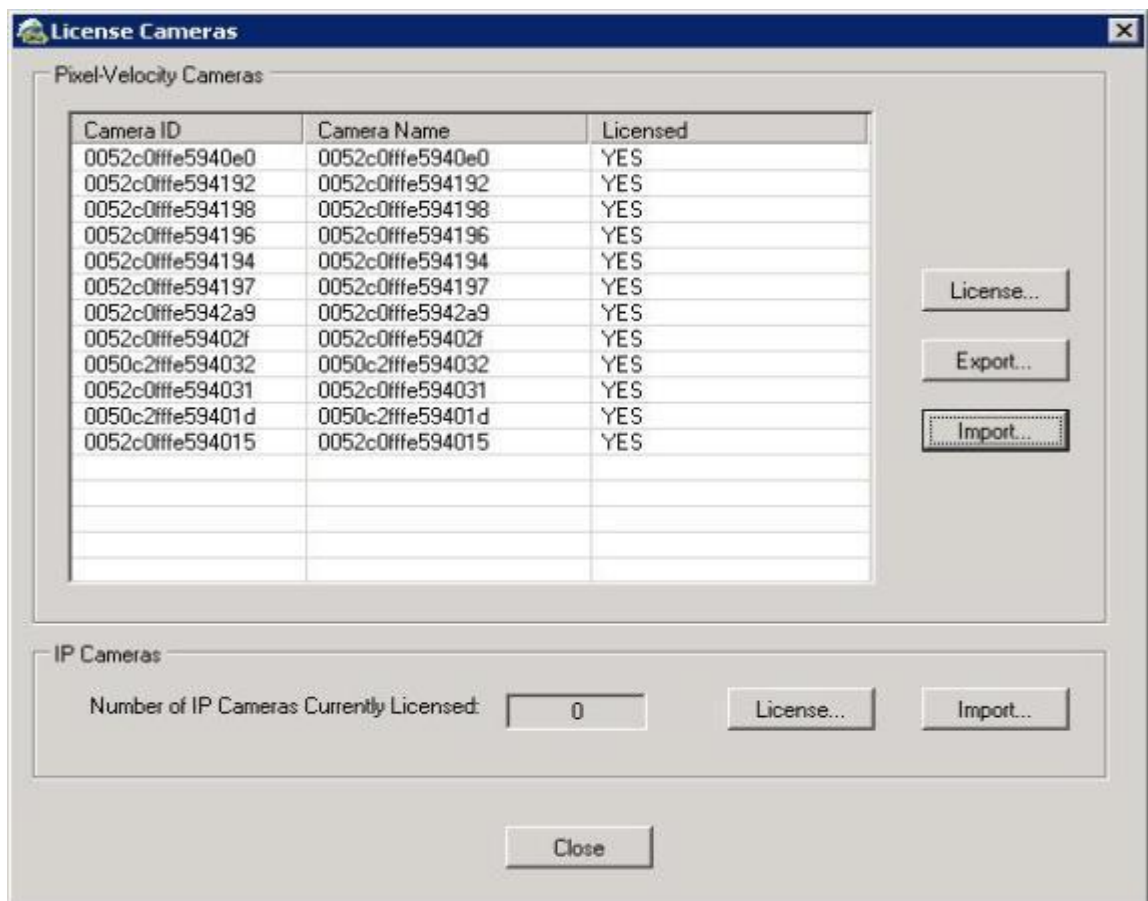 License Cameras
Pixel-Velocity Cameras
Camera ID Camera Name Licensed
0052c0fffe5940e0 0052c0fffe5940e0 YES
0052c0fffe594192 0052c0fffe594192 YES
0052c0fffe594198 0052c0fffe594198 YES
0052c0fffe594196 0052c0fffe594196 YES
0052c0fffe594194 0052c0fffe594194 YES
0052c0fffe594197 0052c0fffe594197 YES
0052c0fffe5942a9 0052c0fffe5942a9 YES
0052c0fffe59402f 0052c0fffe59402f YES
0050c2fffe594032 0050c2fffe594032 YES
0052c0fffe594031 0052c0fffe594031 YES
0050c2fffe59401d 0050c2fffe59401d YES
0052c0fffe594015 0052c0fffe594015 YES
License...
Export...
Import...
IP Cameras
Number of IP Cameras Currently Licensed: 0 License... Import...
Close